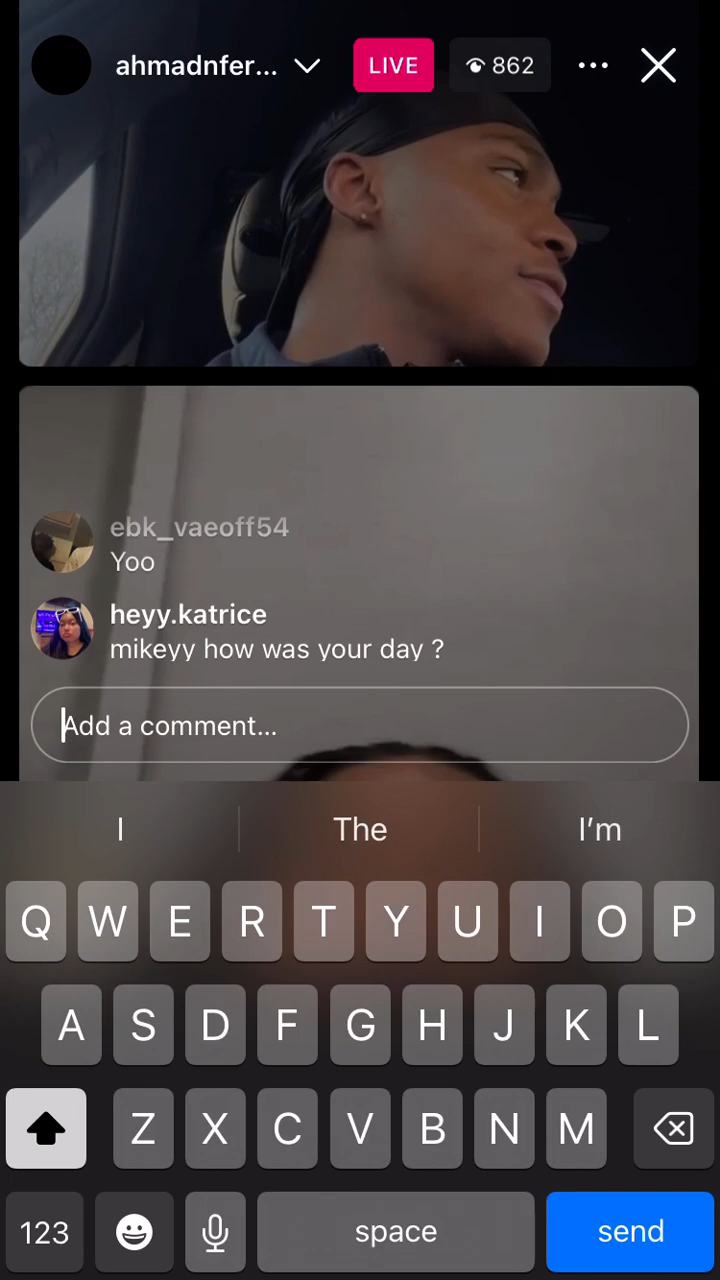 ahmadnfer...
LIVE
862
ebk_vaeoff54
Yoo
heyy.katrice
mikeyy how was your day ?
Add a comment...
I The I’m
Q W E R T Y U I O P
A S D F G H J K L
Z X C V B N M
123 space send